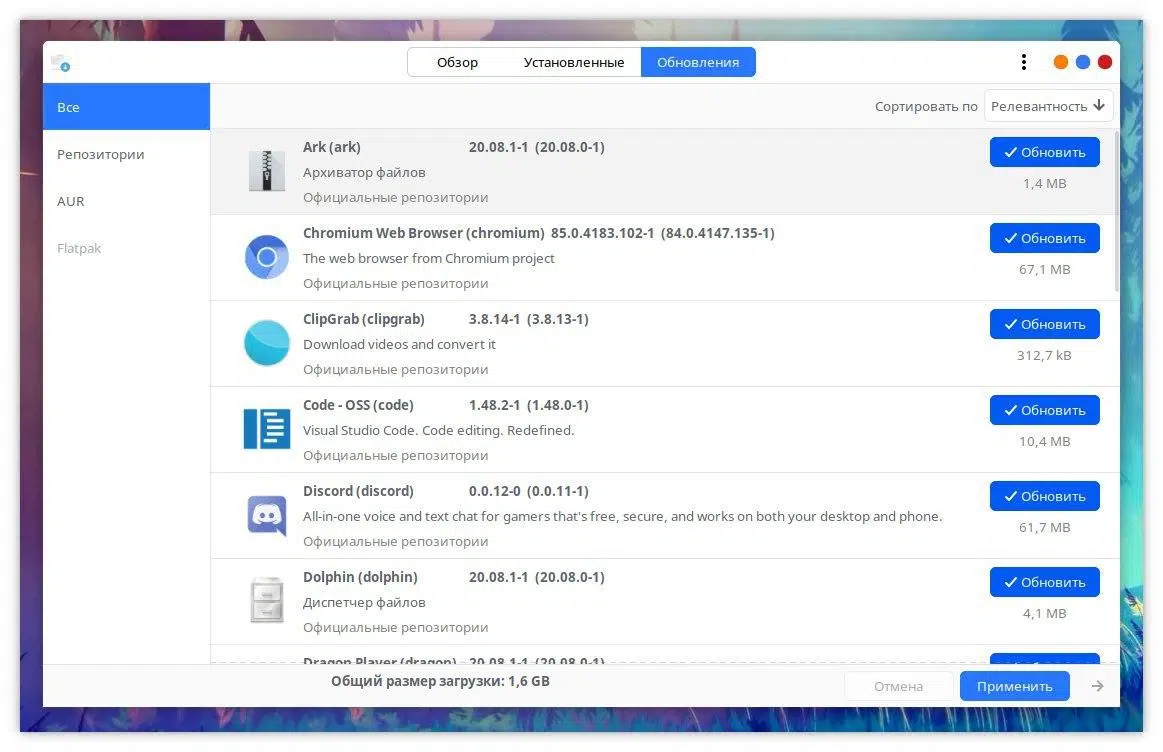 Обзор Установленные Обновления
Все
Репозитории
AUR
Flatpak
Сортировать по Релевантность
Ark (ark) 20.08.1-1 (20.08.0-1)
Архиватор файлов
Официальные репозитории
Обновить
1,4 MB
Chromium Web Browser (chromium) 85.0.4183.102-1 (84.0.4147.135-1)
The web browser from Chromium project
Официальные репозитории
Обновить
67,1 MB
ClipGrab (clipgrab) 3.8.14-1 (3.8.13-1)
Download videos and convert it
Официальные репозитории
Обновить
312,7 kB
Code - OSS (code) 1.48.2-1 (1.48.0-1)
Visual Studio Code. Code editing. Redefined.
Официальные репозитории
Обновить
10,4 MB
Discord (discord) 0.0.12-0 (0.0.11-1)
All-in-one voice and text chat for gamers that's free, secure, and works on both your desktop and phone.
Официальные репозитории
Обновить
61,7 MB
Dolphin (dolphin) 20.08.1-1 (20.08.0-1)
Диспетчер файлов
Официальные репозитории
Обновить
4,1 MB
Dragon Player (dragon) 20.08.1-1 (20.08.0-1)
Общий размер загрузки: 1,6 GB
Отмена Применить